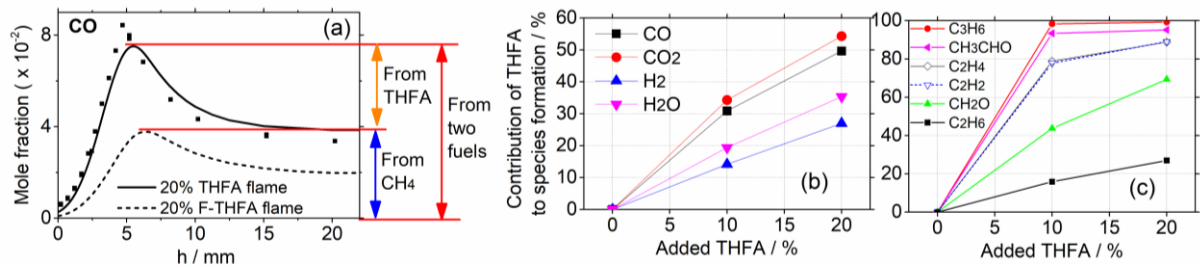 CO
(a)
Mole fraction ( x 10⁻²)
8
4
0
0
5
10
15
20
h / mm
20% THFA flame
20% F-THFA flame
From
THFA
From
CH₄
From
two
fuels
Contribution of THFA
to species formation / %
60
50
40
30
20
10
0
CO
CO2
H2
H2O
(b)
0
5
10
15
20
Added THFA / %
100
80
60
40
20
0
C3H6
CH3CHO
C2H4
C2H2
CH2O
C2H6
(c)
0
5
10
15
20
Added THFA / %